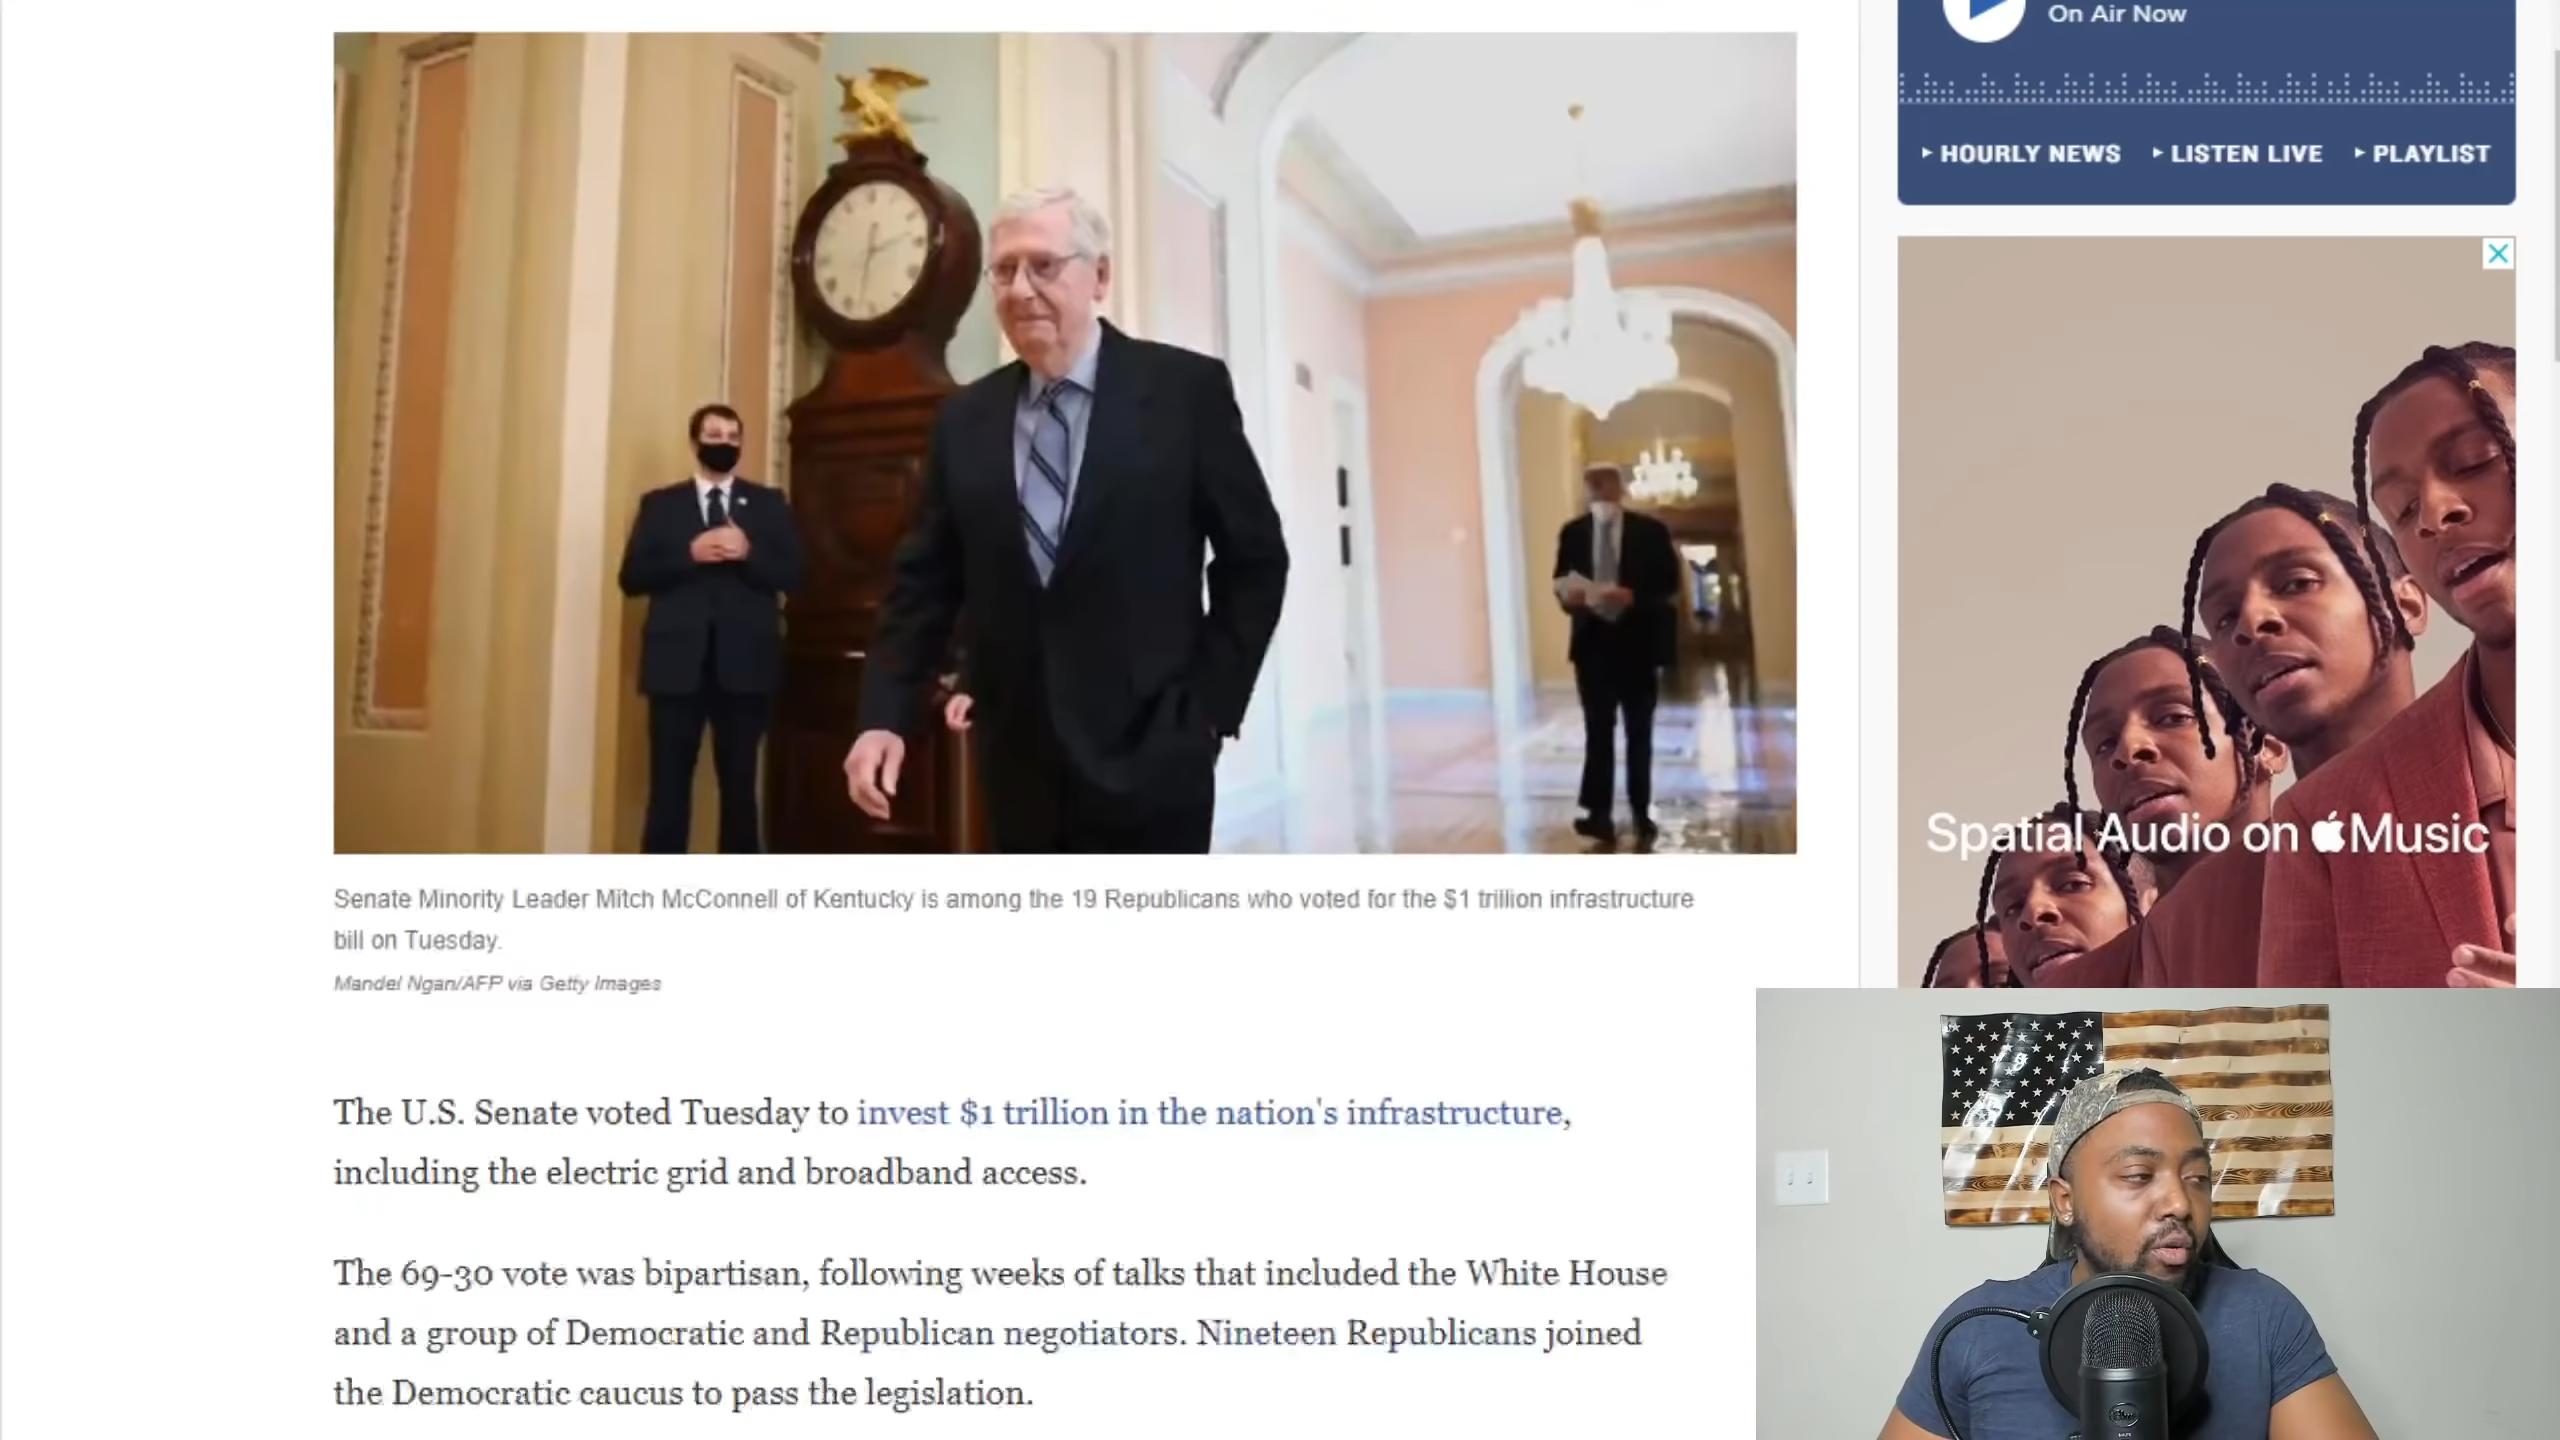 On Air Now
HOURLY NEWS LISTEN LIVE PLAYLIST
Spatial Audio on Music
Senate Minority Leader Mitch McConnell of Kentucky is among the 19 Republicans who voted for the $1 trillion infrastructure
bill on Tuesday.
Mandel Ngan/AFP via Getty Images
The U.S. Senate voted Tuesday to invest $1 trillion in the nation's infrastructure,
including the electric grid and broadband access.
The 69-30 vote was bipartisan, following weeks of talks that included the White House
and a group of Democratic and Republican negotiators. Nineteen Republicans joined
the Democratic caucus to pass the legislation.